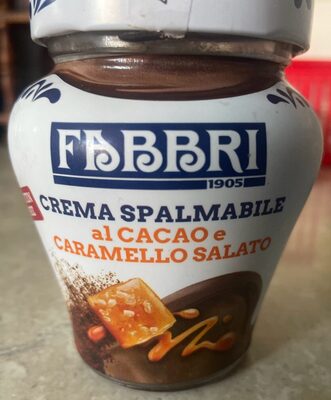 FABBRI
1905
CREMA SPALMABILE
al CACAO e
CARAMELLO SALATO